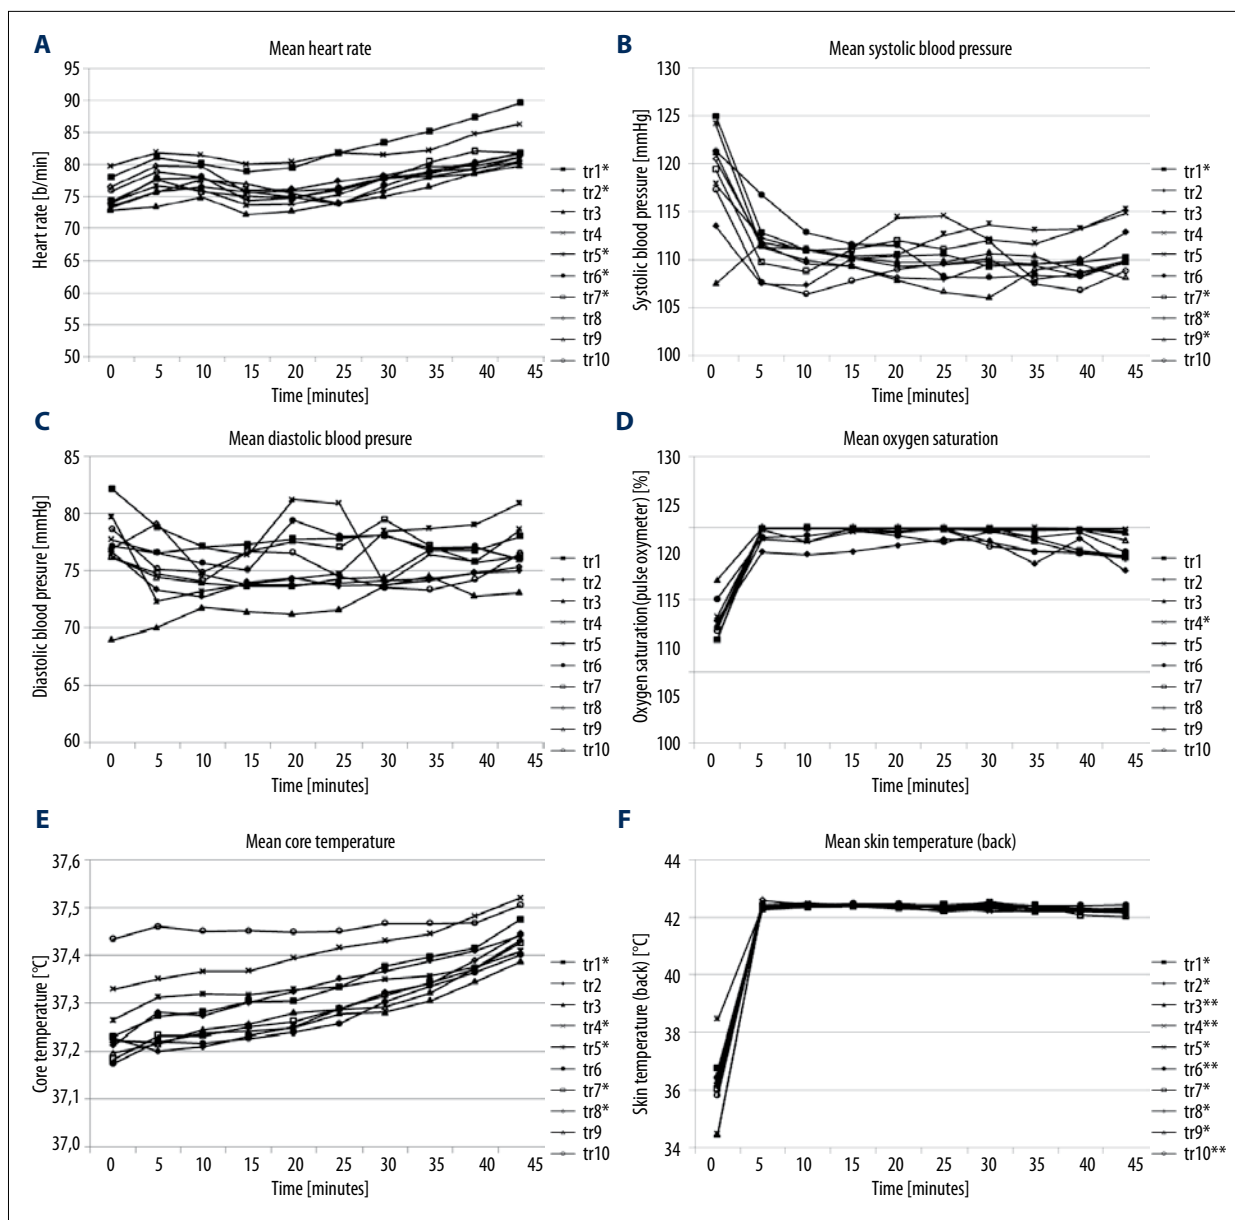 A
Mean heart rate
95
90
85
80
75
70
65
60
55
50
Heart rate [b/min]
0 5 10 15 20 25 30 35 40 45
Time [minutes]
tr1*
tr2*
tr3
tr4
tr5*
tr6*
tr7*
tr8
tr9
tr10
B
Mean systolic blood pressure
130
125
120
115
110
105
100
Systolic blood pressure [mmHg]
0 5 10 15 20 25 30 35 40 45
Time [minutes]
tr1*
tr2
tr3
tr4
tr5
tr6
tr7*
tr8*
tr9*
tr10
C
Mean diastolic blood presure
85
80
75
70
65
60
Diastolic blood presure [mmHg]
0 5 10 15 20 25 30 35 40 45
Time [minutes]
tr1
tr2
tr3
tr4
tr5
tr6
tr7
tr8
tr9
tr10
D
Mean oxygen saturation
130
125
120
115
110
105
100
Oxygen saturation(pulse oxymeter) [%]
0 5 10 15 20 25 30 35 40 45
Time [minutes]
tr1
tr2
tr3
tr4*
tr5
tr6
tr7
tr8
tr9
tr10
E
Mean core temperature
37,6
37,5
37,4
37,3
37,2
37,1
37,0
Core temperature [°C]
0 5 10 15 20 25 30 35 40 45
Time [minutes]
tr1*
tr2
tr3
tr4*
tr5*
tr6
tr7*
tr8*
tr9
tr10
F
Mean skin temperature (back)
44
42
40
38
36
34
Skin temperature (back) [°C]
0 5 10 15 20 25 30 35 40 45
Time [minutes]
tr1*
tr2*
tr3**
tr4**
tr5*
tr6**
tr7*
tr8*
tr9*
tr10**